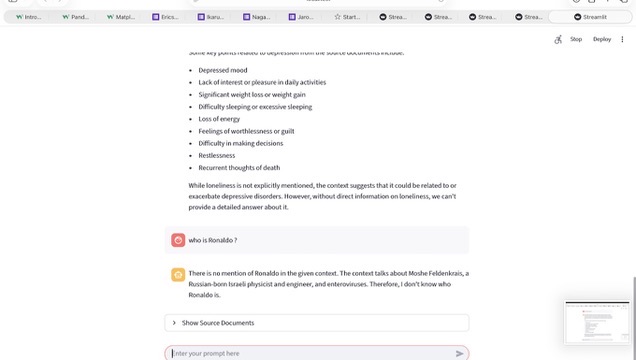 Intro...
Pand...
Matpl...
Erics...
Ikaru...
Naga...
Jaro...
Start...
Strea...
Strea...
Strea...
Strea...
Streamlit
Stop
Deploy
Some key points related to depression from the source documents include:
• Depressed mood
• Lack of interest or pleasure in daily activities
• Significant weight loss or weight gain
• Difficulty sleeping or excessive sleeping
• Loss of energy
• Feelings of worthlessness or guilt
• Difficulty in making decisions
• Restlessness
• Recurrent thoughts of death
While loneliness is not explicitly mentioned, the context suggests that it could be related to or
exacerbate depressive disorders. However, without direct information on loneliness, we can't
provide a detailed answer about it.
who is Ronaldo ?
There is no mention of Ronaldo in the given context. The context talks about Moshe Feldenkrais, a
Russian-born Israeli physicist and engineer, and enteroviruses. Therefore, I don't know who
Ronaldo is.
Show Source Documents
Enter your prompt here